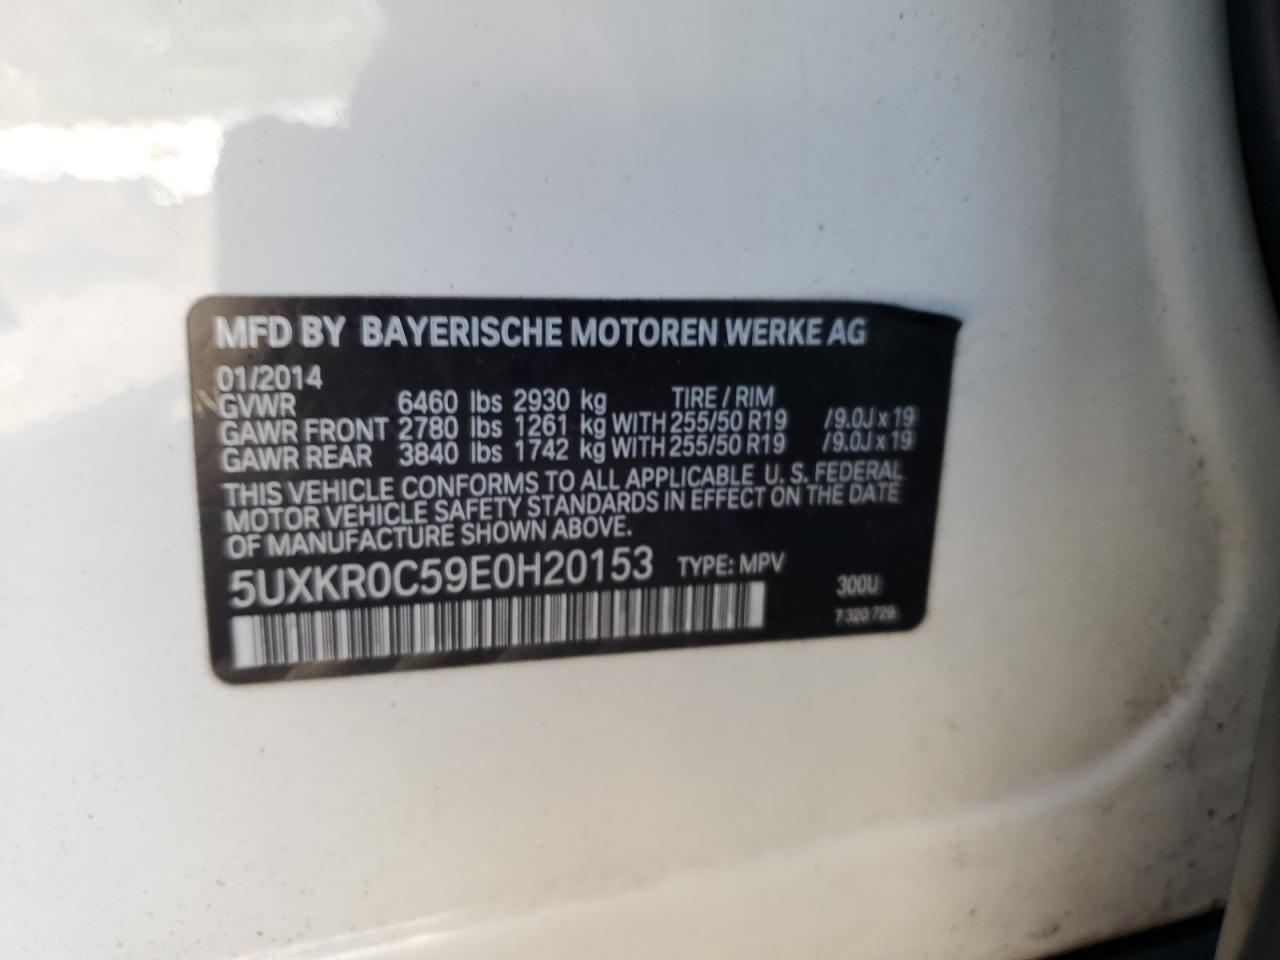 MFD BY BAYERISCHE MOTOREN WERKE AG
01/2014
GVWR 6460 lbs 2930 kg TIRE / RIM
GAWR FRONT 2780 lbs 1261 kg WITH 255/50 R19 /9.0J x 19
GAWR REAR 3840 lbs 1742 kg WITH 255/50 R19 /9.0J x 19
THIS VEHICLE CONFORMS TO ALL APPLICABLE U. S. FEDERAL
MOTOR VEHICLE SAFETY STANDARDS IN EFFECT ON THE DATE
OF MANUFACTURE SHOWN ABOVE.
5UXKR0C59E0H20153 TYPE: MPV
300U
7 320 729